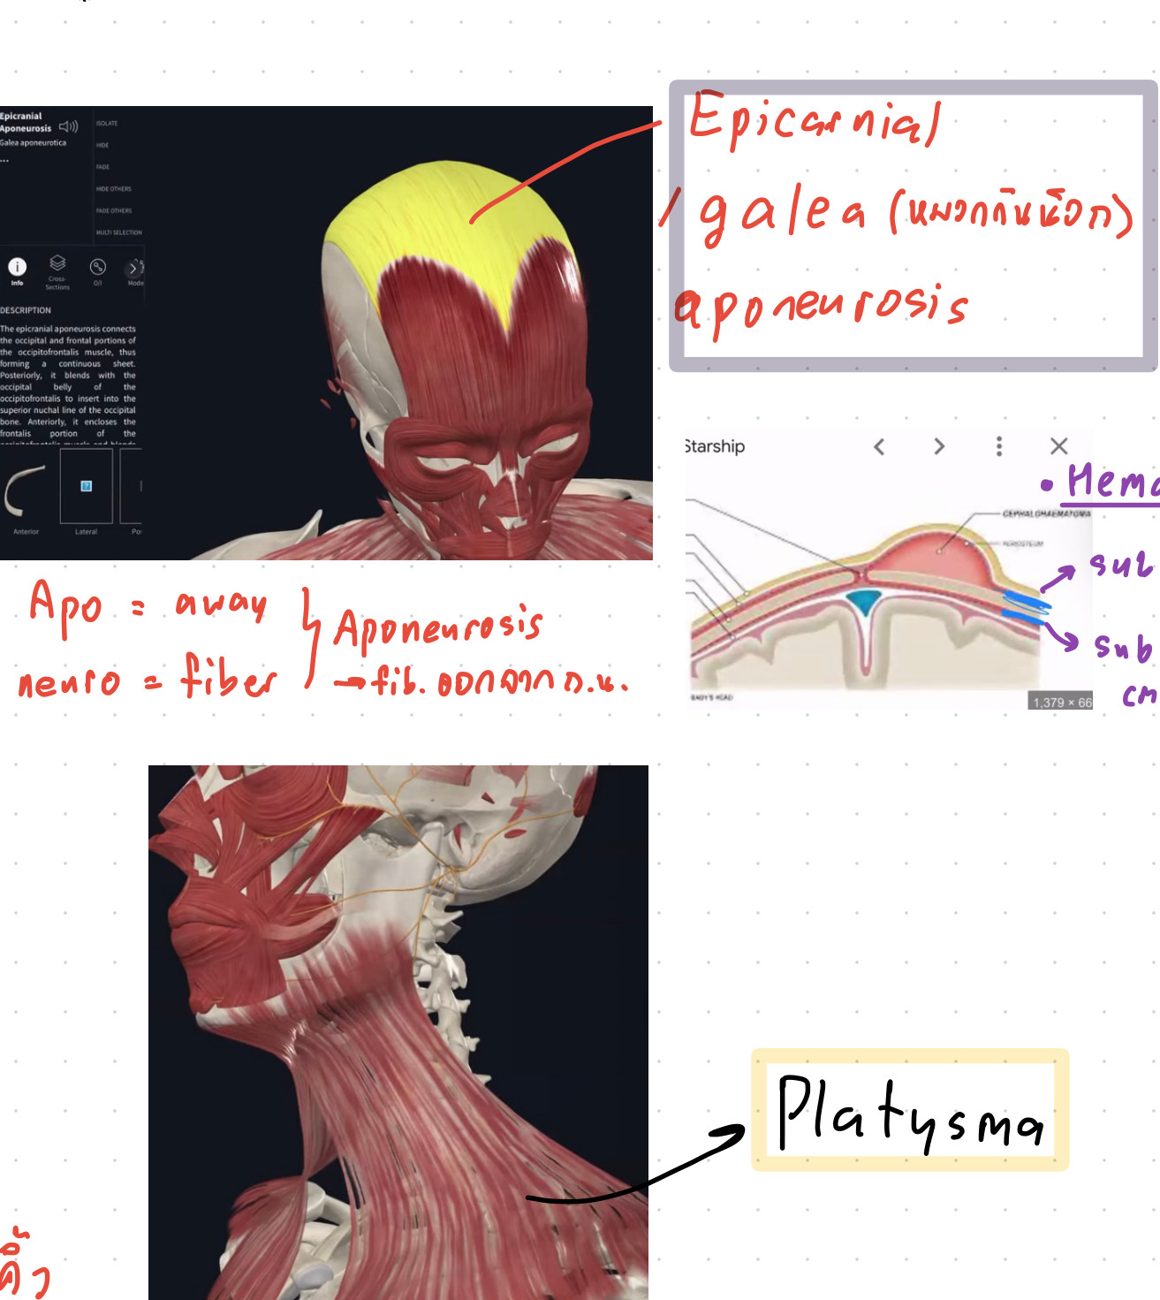 Epicranial
Aponeurosis
Galea aponeurotica
ISOLATE
HIDE
FADE
HIDE OTHERS
FADE OTHERS
MULTI SELECTION
Info
Cross-
Sections
O/I
Mode
DESCRIPTION
The epicranial aponeurosis connects
the occipital and frontal portions of
the occipitofrontalis muscle, thus
forming a continuous sheet.
Posteriorly, it blends with the
occipital belly of the
occipitofrontalis to insert into the
superior nuchal line of the occipital
bone. Anteriorly, it encloses the
frontalis portion of the
Anterior
Lateral
Po
Epicarnial
/ galea (หมวกกันน๊อก)
aponeurosis
Starship
• Hema
CEPHALOHAEMATOMA
PERIOSTEUM
sub
sub
cm
BABY'S HEAD
1,379 × 66
Apo = away
neuro = fiber
Aponeurosis
→ fib. ออกจาก ก.น.
Platysma
คิ้ว